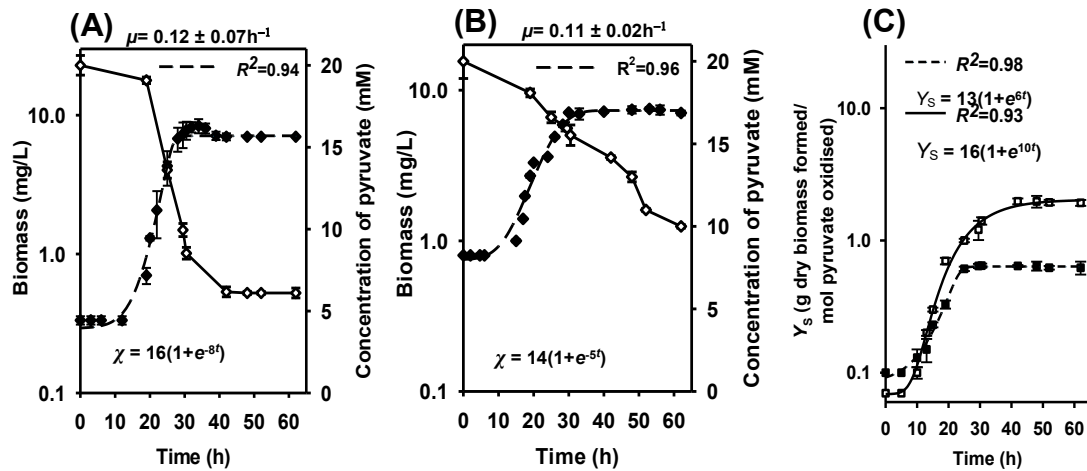 (A)
μ= 0.12 ± 0.07h⁻¹
R²=0.94
Biomass (mg/L)
10.0
1.0
0.1
20
15
10
5
0
Concentration of pyruvate (mM)
χ = 16(1+e⁻⁸ᵗ)
0 10 20 30 40 50 60
Time (h)
(B)
μ= 0.11 ± 0.02h⁻¹
R²=0.96
Biomass (mg/L)
10.0
1.0
0.1
20
15
10
5
0
Concentration of pyruvate (mM)
χ = 14(1+e⁻⁵ᵗ)
0 10 20 30 40 50 60
Time (h)
(C)
R²=0.98
Yₛ = 13(1+e⁶ᵗ)
R²=0.93
Yₛ = 16(1+e¹⁰ᵗ)
Yₛ (g dry biomass formed/
mol pyruvate oxidised)
10.0
1.0
0.1
0 10 20 30 40 50 60
Time (h)